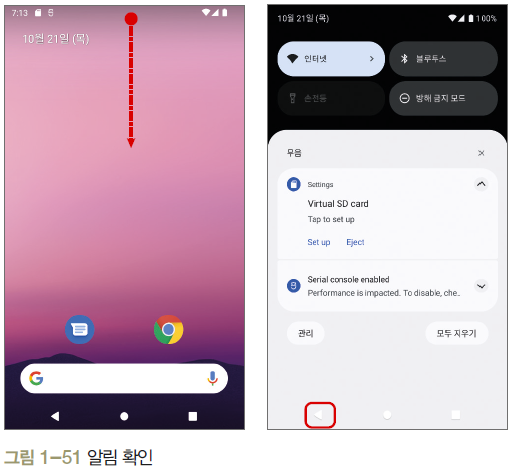 7:13
10월 21일 (목)
10월 21일 (목) 100%
인터넷 블루투스
손전등 방해 금지 모드
무음
Settings
Virtual SD card
Tap to set up
Set up Eject
Serial console enabled
Performance is impacted. To disable, che..
관리 모두 지우기
그림 1–51 알림 확인